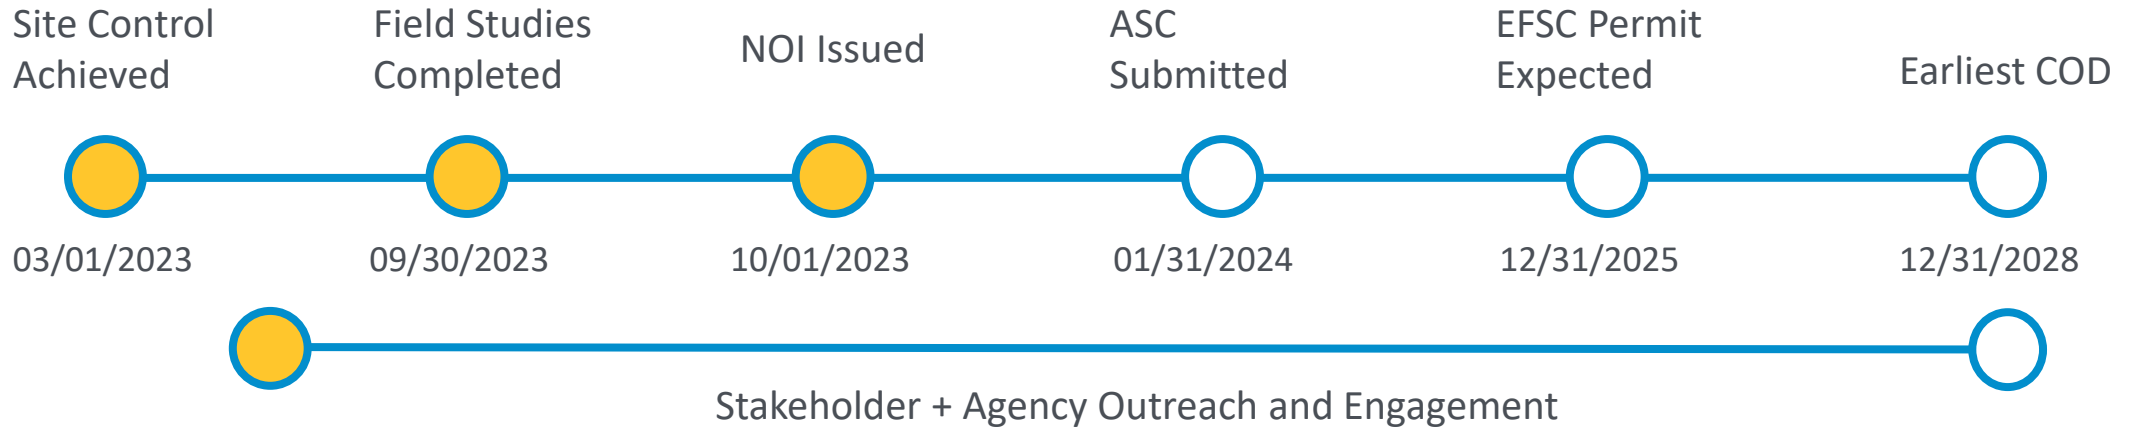 Site Control
Achieved
Field Studies
Completed
NOI Issued
ASC
Submitted
EFSC Permit
Expected
Earliest COD
03/01/2023
09/30/2023
10/01/2023
01/31/2024
12/31/2025
12/31/2028
Stakeholder + Agency Outreach and Engagement